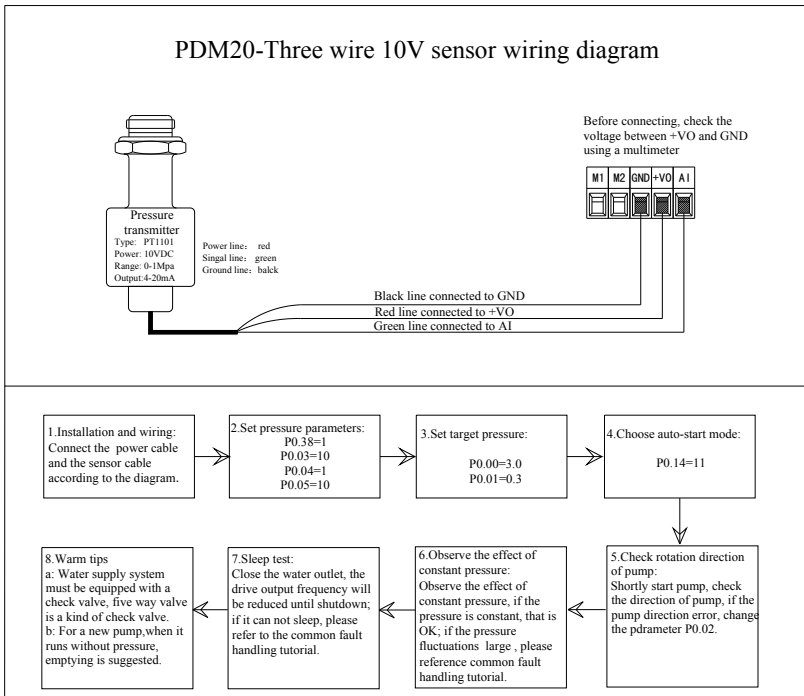 PDM20-Three wire 10V sensor wiring diagram
Before connecting, check the
voltage between +VO and GND
using a multimeter
M1 M2 GND +VO AI
Pressure
transmitter
Type: PT1101
Power: 10VDC
Range: 0-1Mpa
Output:4-20mA
Power line: red
Singal line: green
Ground line: balck
Black line connected to GND
Red line connected to +VO
Green line connected to AI
1.Installation and wiring:
Connect the power cable
and the sensor cable
according to the diagram.
2.Set pressure parameters:
P0.38=1
P0.03=10
P0.04=1
P0.05=10
3.Set target pressure:
P0.00=3.0
P0.01=0.3
4.Choose auto-start mode:
P0.14=11
5.Check rotation direction
of pump:
Shortly start pump, check
the direction of pump, if the
pump direction error, change
the pdrameter P0.02.
6.Observe the effect of
constant pressure:
Observe the effect of
constant pressure, if the
pressure is constant, that is
OK; if the pressure
fluctuations large , please
reference common fault
handling tutorial.
7.Sleep test:
Close the water outlet, the
drive output frequency will
be reduced until shutdown;
if it can not sleep, please
refer to the common fault
handling tutorial.
8.Warm tips
a: Water supply system
must be equipped with a
check valve, five way valve
is a kind of check valve.
b: For a new pump,when it
runs without pressure,
emptying is suggested.